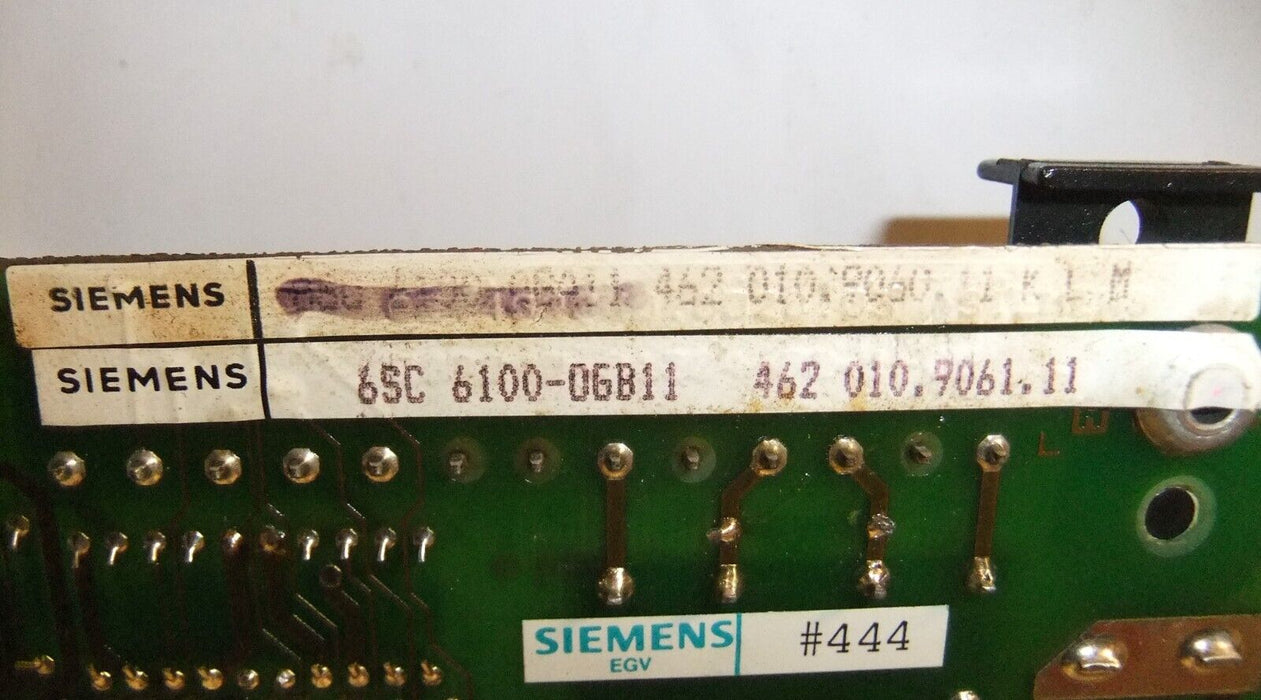 SIEMENS 462 010.9060.11 K L M
SIEMENS 6SC 6100-0GB11 462 010.9061.11
E
L
SIEMENS #444
EGV